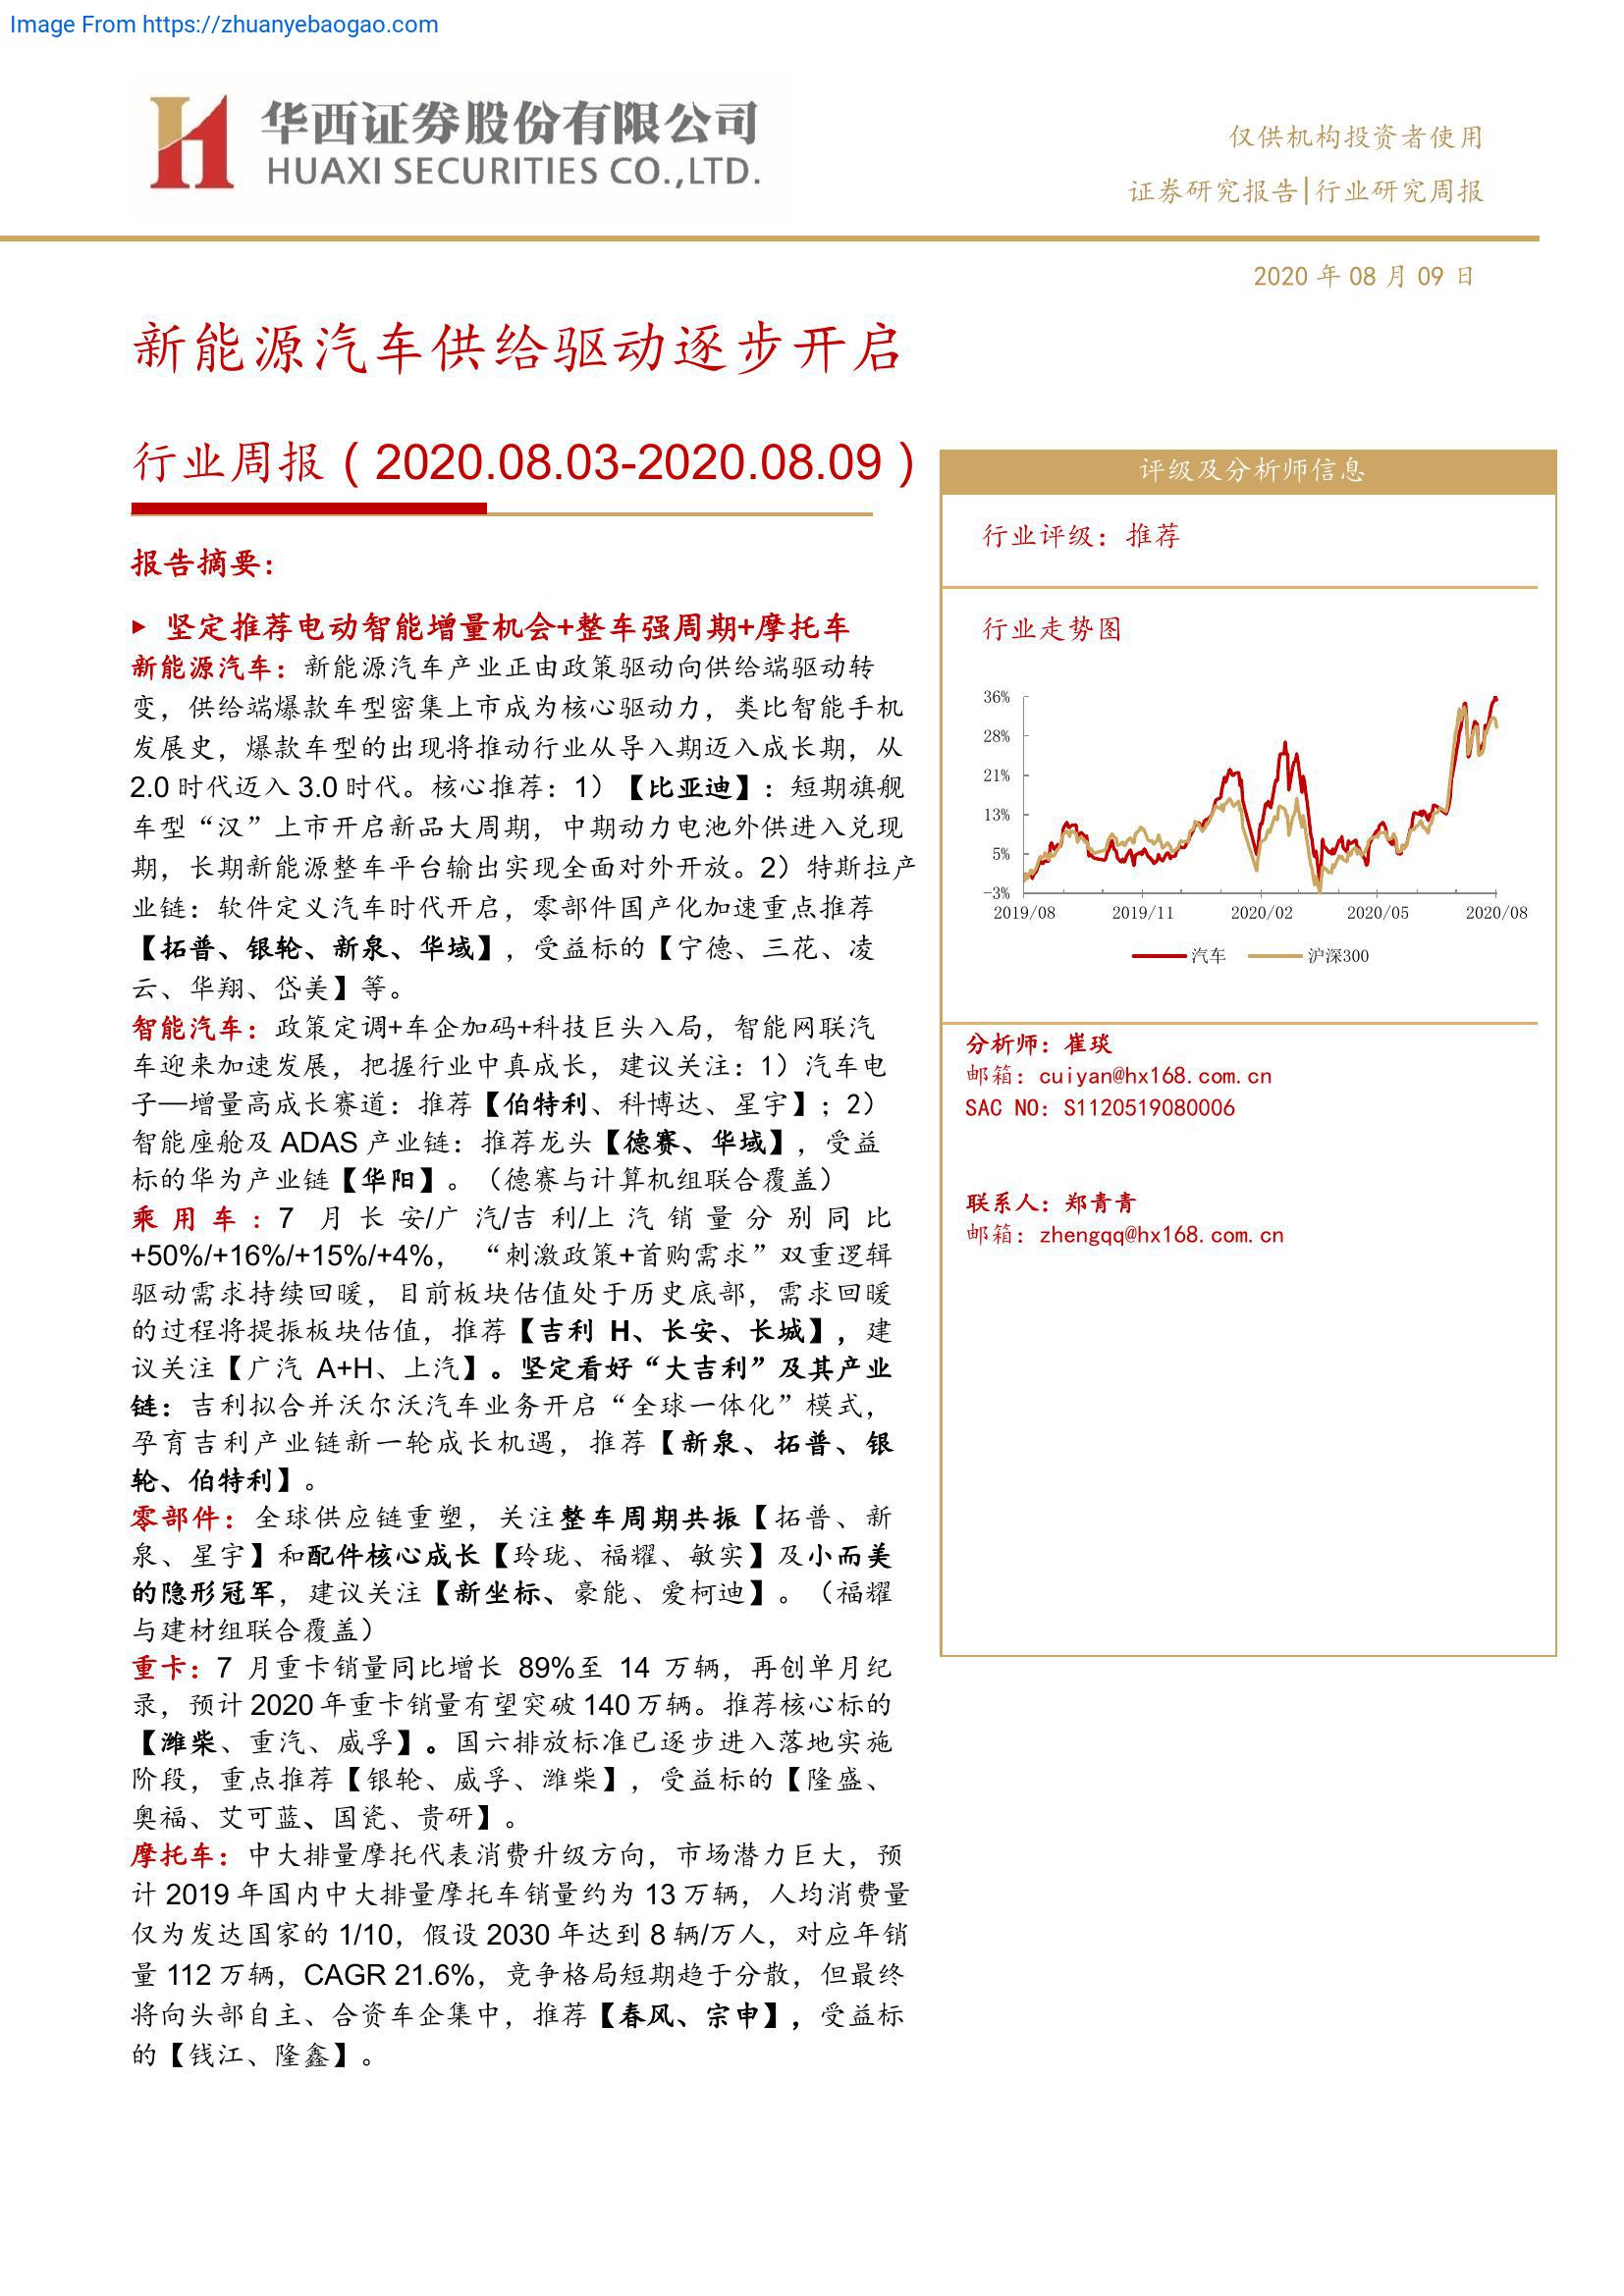 Image From https://zhuanyebaogao.com
华西证券股份有限公司
HUAXI SECURITIES CO.,LTD.
仅供机构投资者使用
证券研究报告|行业研究周报
2020 年 08 月 09 日
新能源汽车供给驱动逐步开启
行业周报（2020.08.03-2020.08.09）
报告摘要：
坚定推荐电动智能增量机会+整车强周期+摩托车
新能源汽车：新能源汽车产业正由政策驱动向供给端驱动转
变，供给端爆款车型密集上市成为核心驱动力，类比智能手机
发展史，爆款车型的出现将推动行业从导入期迈入成长期，从
2.0 时代迈入 3.0 时代。核心推荐：1）【比亚迪】：短期旗舰
车型“汉”上市开启新品大周期，中期动力电池外供进入兑现
期，长期新能源整车平台输出实现全面对外开放。2）特斯拉产
业链：软件定义汽车时代开启，零部件国产化加速重点推荐
【拓普、银轮、新泉、华域】，受益标的【宁德、三花、凌
云、华翔、岱美】等。
智能汽车：政策定调+车企加码+科技巨头入局，智能网联汽
车迎来加速发展，把握行业中真成长，建议关注：1）汽车电
子—增量高成长赛道：推荐【伯特利、科博达、星宇】；2）
智能座舱及 ADAS 产业链：推荐龙头【德赛、华域】，受益
标的华为产业链【华阳】。（德赛与计算机组联合覆盖）
乘用车：7 月长安/广汽/吉利/上汽销量分别同比
+50%/+16%/+15%/+4%， “刺激政策+首购需求”双重逻辑
驱动需求持续回暖，目前板块估值处于历史底部，需求回暖
的过程将提振板块估值，推荐【吉利 H、长安、长城】，建
议关注【广汽 A+H、上汽】。坚定看好“大吉利”及其产业
链：吉利拟合并沃尔沃汽车业务开启“全球一体化”模式，
孕育吉利产业链新一轮成长机遇，推荐【新泉、拓普、银
轮、伯特利】。
零部件：全球供应链重塑，关注整车周期共振【拓普、新
泉、星宇】和配件核心成长【玲珑、福耀、敏实】及小而美
的隐形冠军，建议关注【新坐标、豪能、爱柯迪】。（福耀
与建材组联合覆盖）
重卡：7 月重卡销量同比增长 89%至 14 万辆，再创单月纪
录，预计 2020 年重卡销量有望突破 140 万辆。推荐核心标的
【潍柴、重汽、威孚】。国六排放标准已逐步进入落地实施
阶段，重点推荐【银轮、威孚、潍柴】，受益标的【隆盛、
奥福、艾可蓝、国瓷、贵研】。
摩托车：中大排量摩托代表消费升级方向，市场潜力巨大，预
计 2019 年国内中大排量摩托车销量约为 13 万辆，人均消费量
仅为发达国家的 1/10，假设 2030 年达到 8 辆/万人，对应年销
量 112 万辆，CAGR 21.6%，竞争格局短期趋于分散，但最终
将向头部自主、合资车企集中，推荐【春风、宗申】，受益标
的【钱江、隆鑫】。
评级及分析师信息
行业评级：推荐
行业走势图
36%
28%
21%
13%
5%
-3%
2019/08 2019/11 2020/02 2020/05 2020/08
汽车 沪深300
分析师：崔琰
邮箱：cuiyan@hx168.com.cn
SAC NO：S1120519080006
联系人：郑青青
邮箱：zhengqq@hx168.com.cn